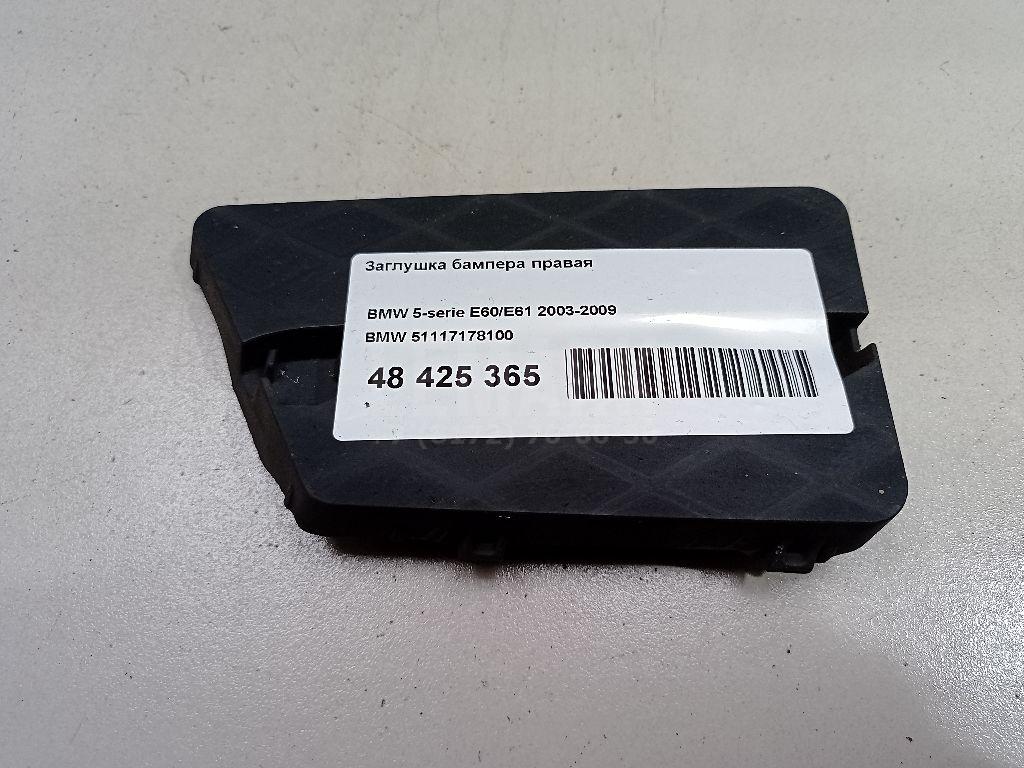 Заглушка бампера правая
BMW 5-serie E60/E61 2003-2009
BMW 51117178100
48 425 365